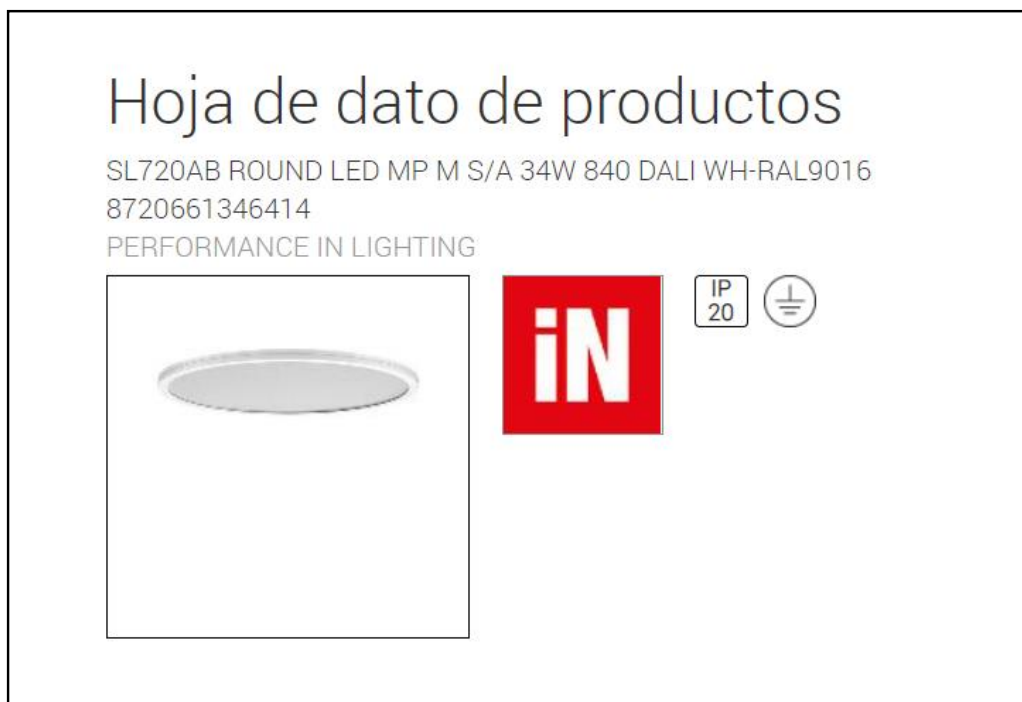 Hoja de dato de productos
SL720AB ROUND LED MP M S/A 34W 840 DALI WH-RAL9016
8720661346414
PERFORMANCE IN LIGHTING
iN
IP
20